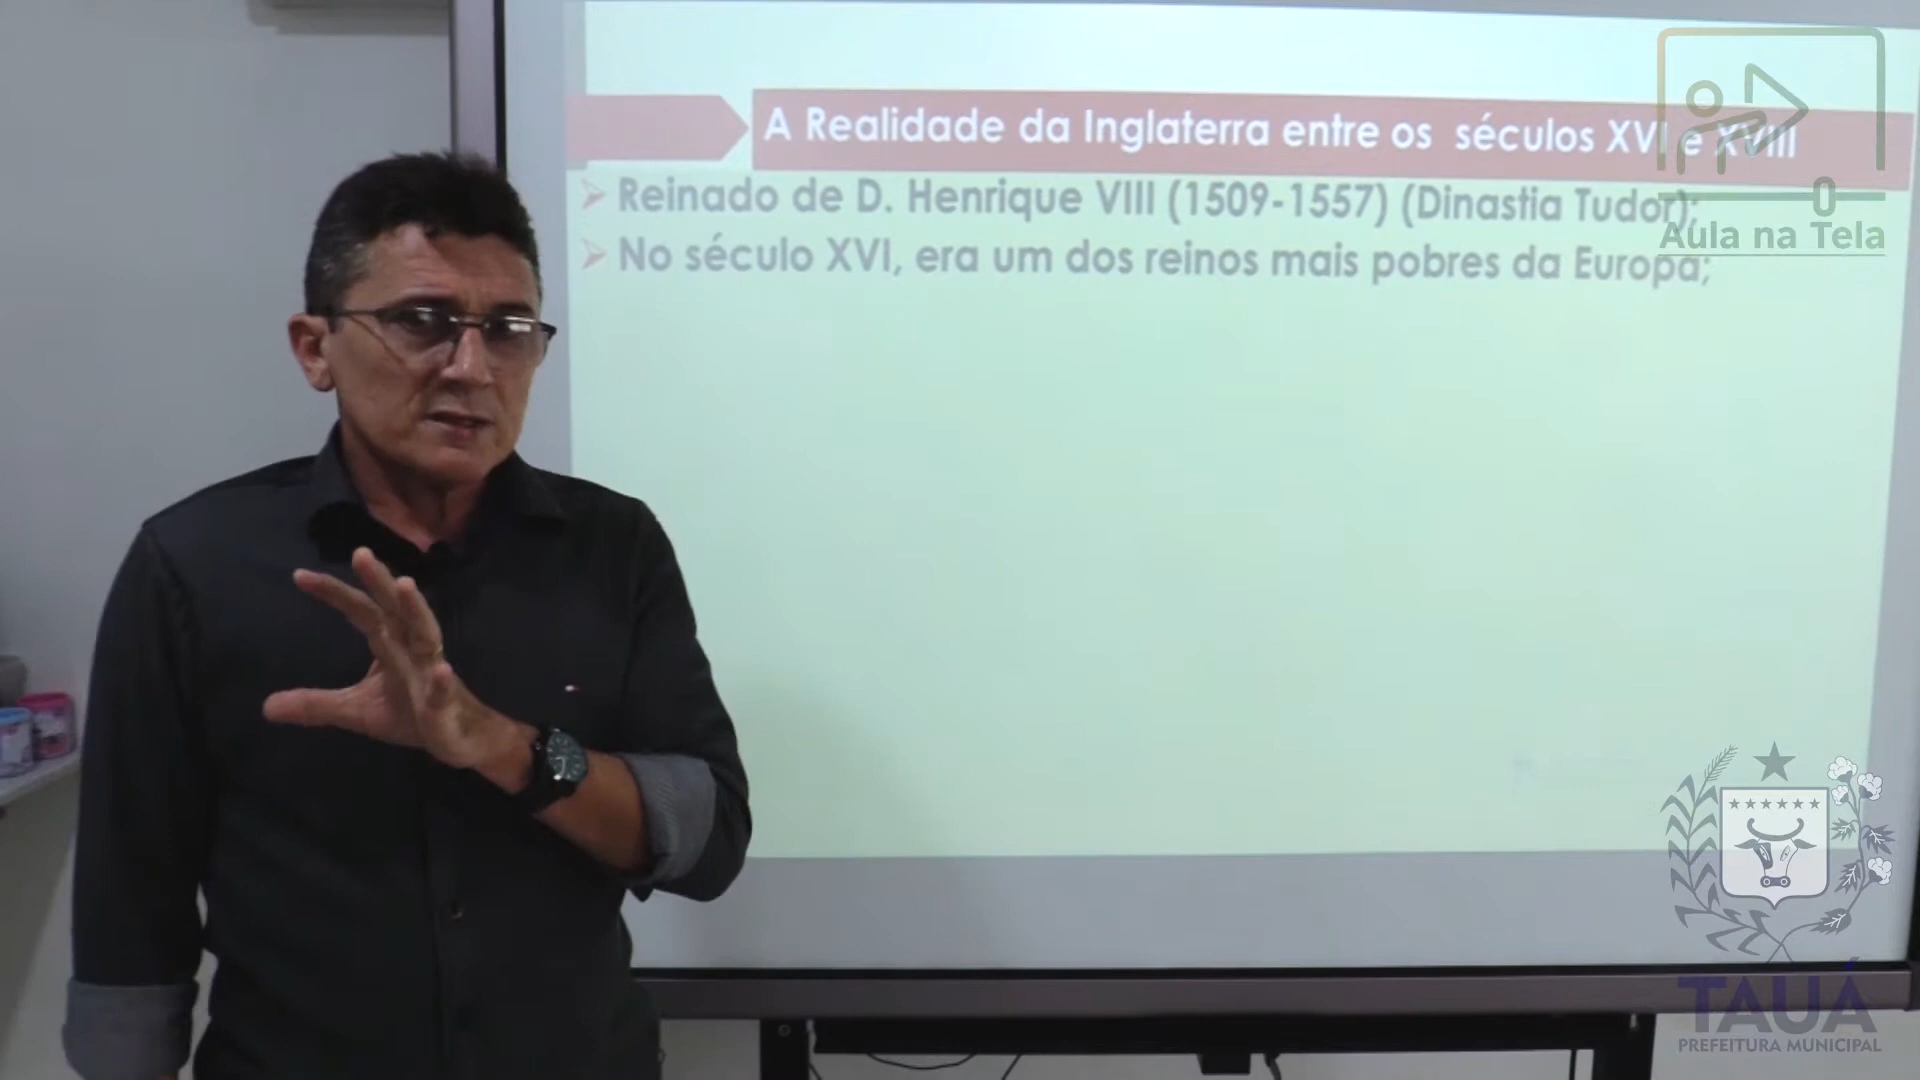 A Realidade da Inglaterra entre os séculos XVI e XVIII
Reinado de D. Henrique VIII (1509-1557) (Dinastia Tudor);
No século XVI, era um dos reinos mais pobres da Europa;
Aula na Tela
TAUÁ
PREFEITURA MUNICIPAL